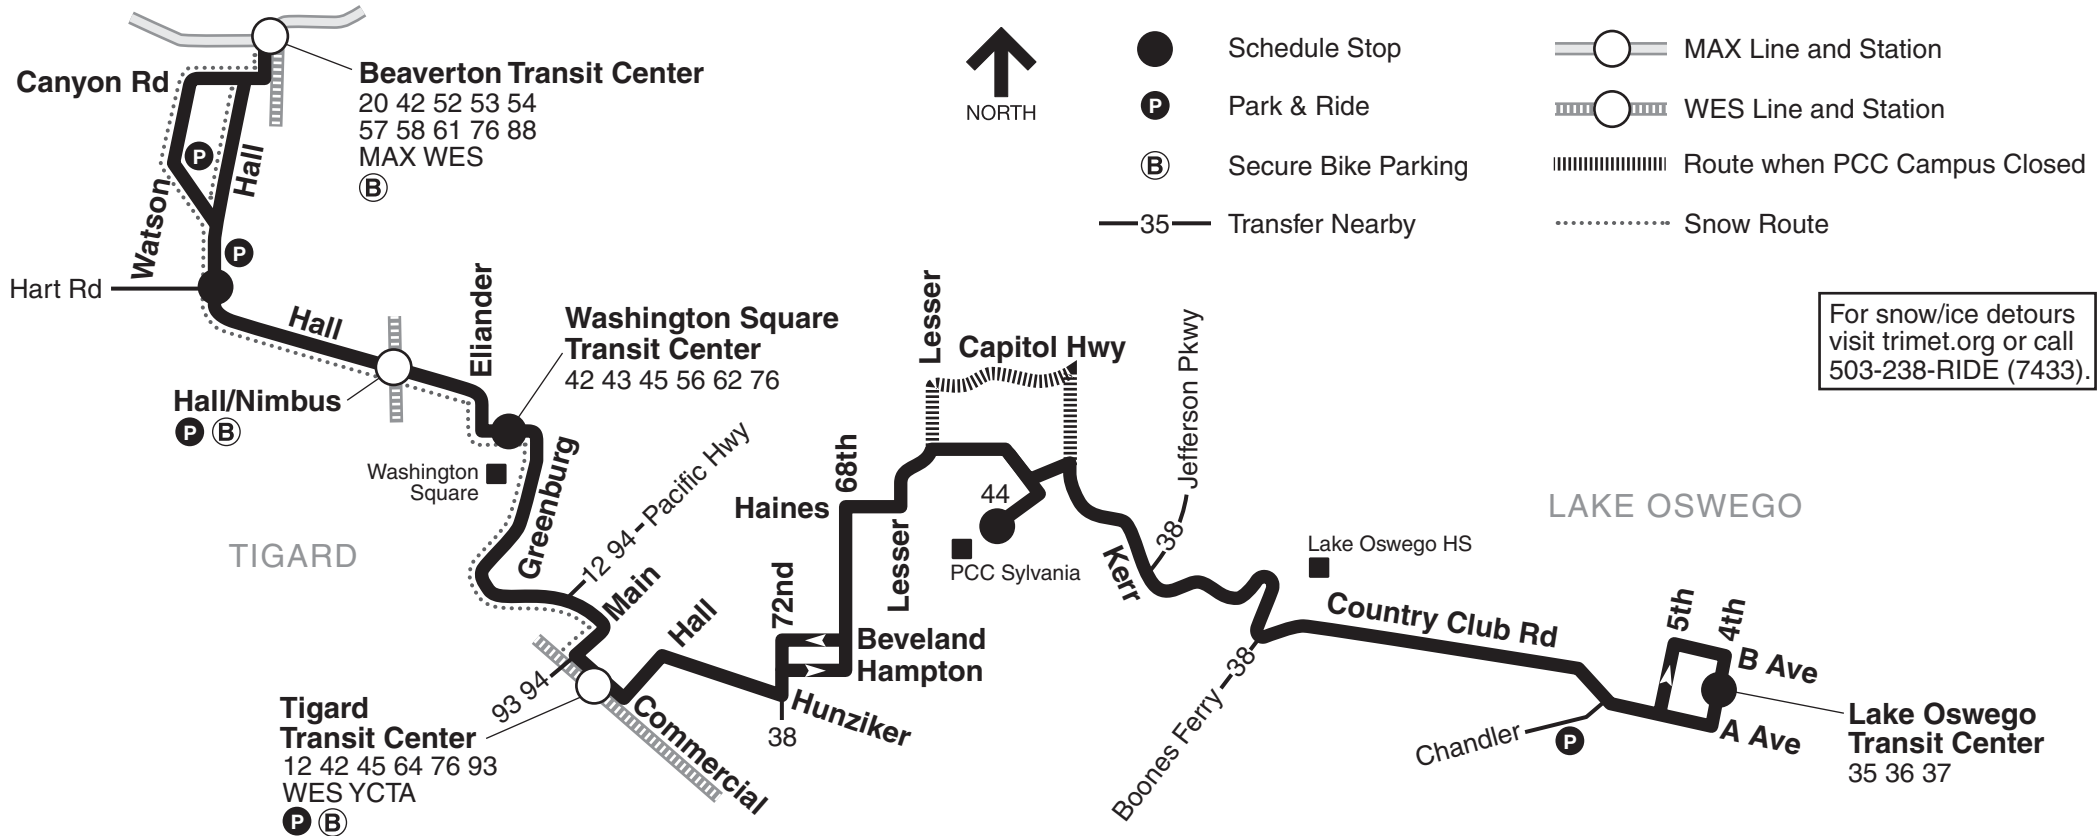 Canyon Rd
Beaverton Transit Center
20 42 52 53 54
57 58 61 76 88
MAX WES
B
P
Hall
Watson
P
Hart Rd
Hall
Hall/Nimbus
P B
Eliander
Washington Square
Transit Center
42 43 45 56 62 76
Washington
Square
Greenburg
TIGARD
12 94
Pacific Hwy
Main
93 94
Tigard
Transit Center
12 42 45 64 76 93
WES YCTA
P B
Commercial
Hall
38
Hunziker
72nd
Beveland
Hampton
Haines
68th
Lesser
Lesser
Capitol Hwy
44
PCC Sylvania
Kerr
38
Jefferson Pkwy
Boones Ferry
38
Lake Oswego HS
Country Club Rd
LAKE OSWEGO
Chandler
P
5th
4th
B Ave
A Ave
Lake Oswego
Transit Center
35 36 37
NORTH
Schedule Stop
P Park & Ride
B Secure Bike Parking
35 Transfer Nearby
MAX Line and Station
WES Line and Station
Route when PCC Campus Closed
Snow Route
For snow/ice detours
visit trimet.org or call
503-238-RIDE (7433).